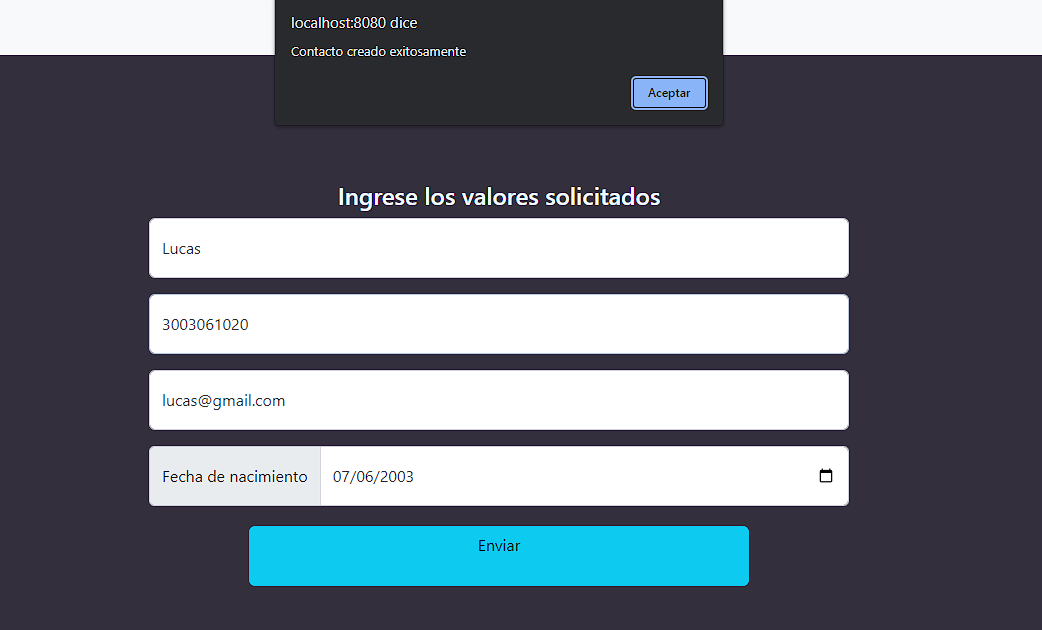 localhost:8080 dice
Contacto creado exitosamente
Aceptar
Ingrese los valores solicitados
Lucas
3003061020
lucas@gmail.com
Fecha de nacimiento 07/06/2003
Enviar